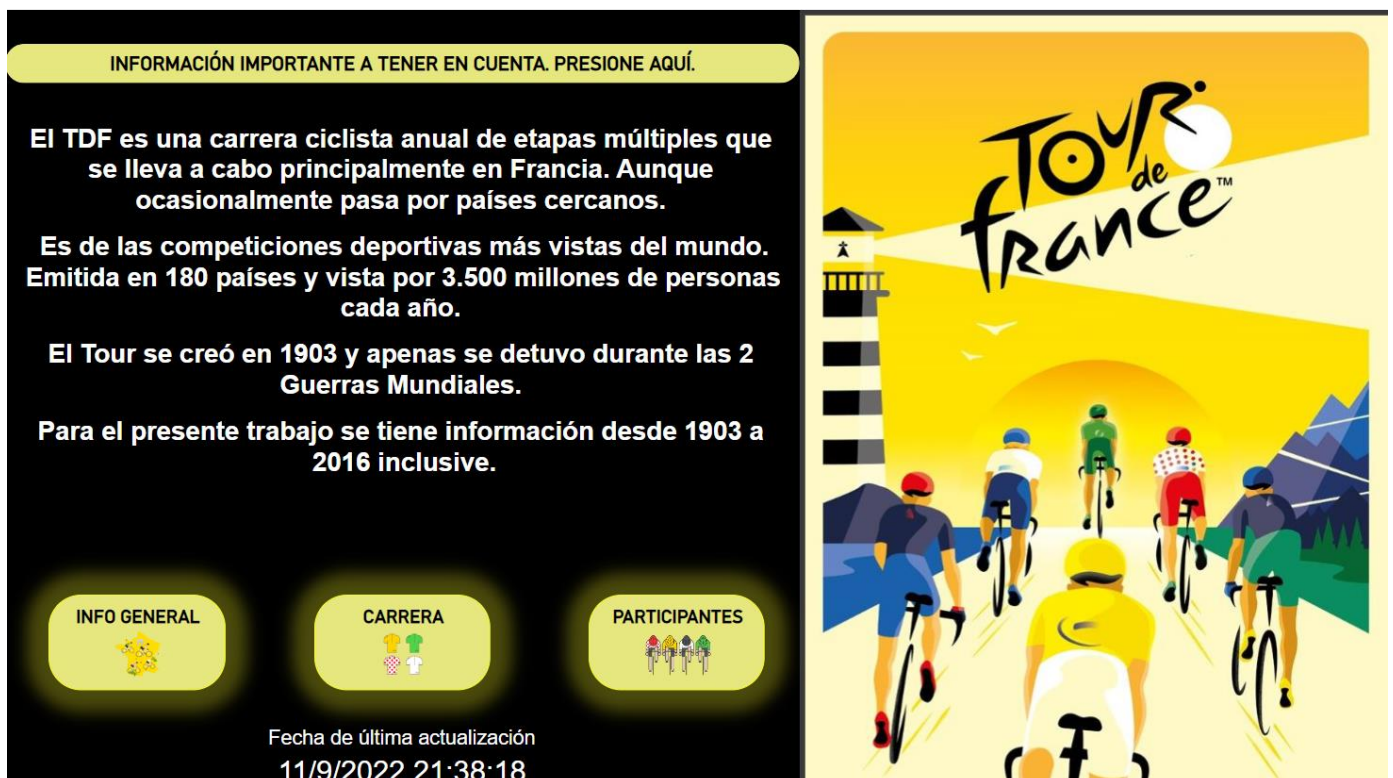 INFORMACIÓN IMPORTANTE A TENER EN CUENTA. PRESIONE AQUÍ.
El TDF es una carrera ciclista anual de etapas múltiples que
se lleva a cabo principalmente en Francia. Aunque
ocasionalmente pasa por países cercanos.
Es de las competiciones deportivas más vistas del mundo.
Emitida en 180 países y vista por 3.500 millones de personas
cada año.
El Tour se creó en 1903 y apenas se detuvo durante las 2
Guerras Mundiales.
Para el presente trabajo se tiene información desde 1903 a
2016 inclusive.
INFO GENERAL
CARRERA
PARTICIPANTES
Fecha de última actualización
11/9/2022 21:38:18
TOUR
de
france™